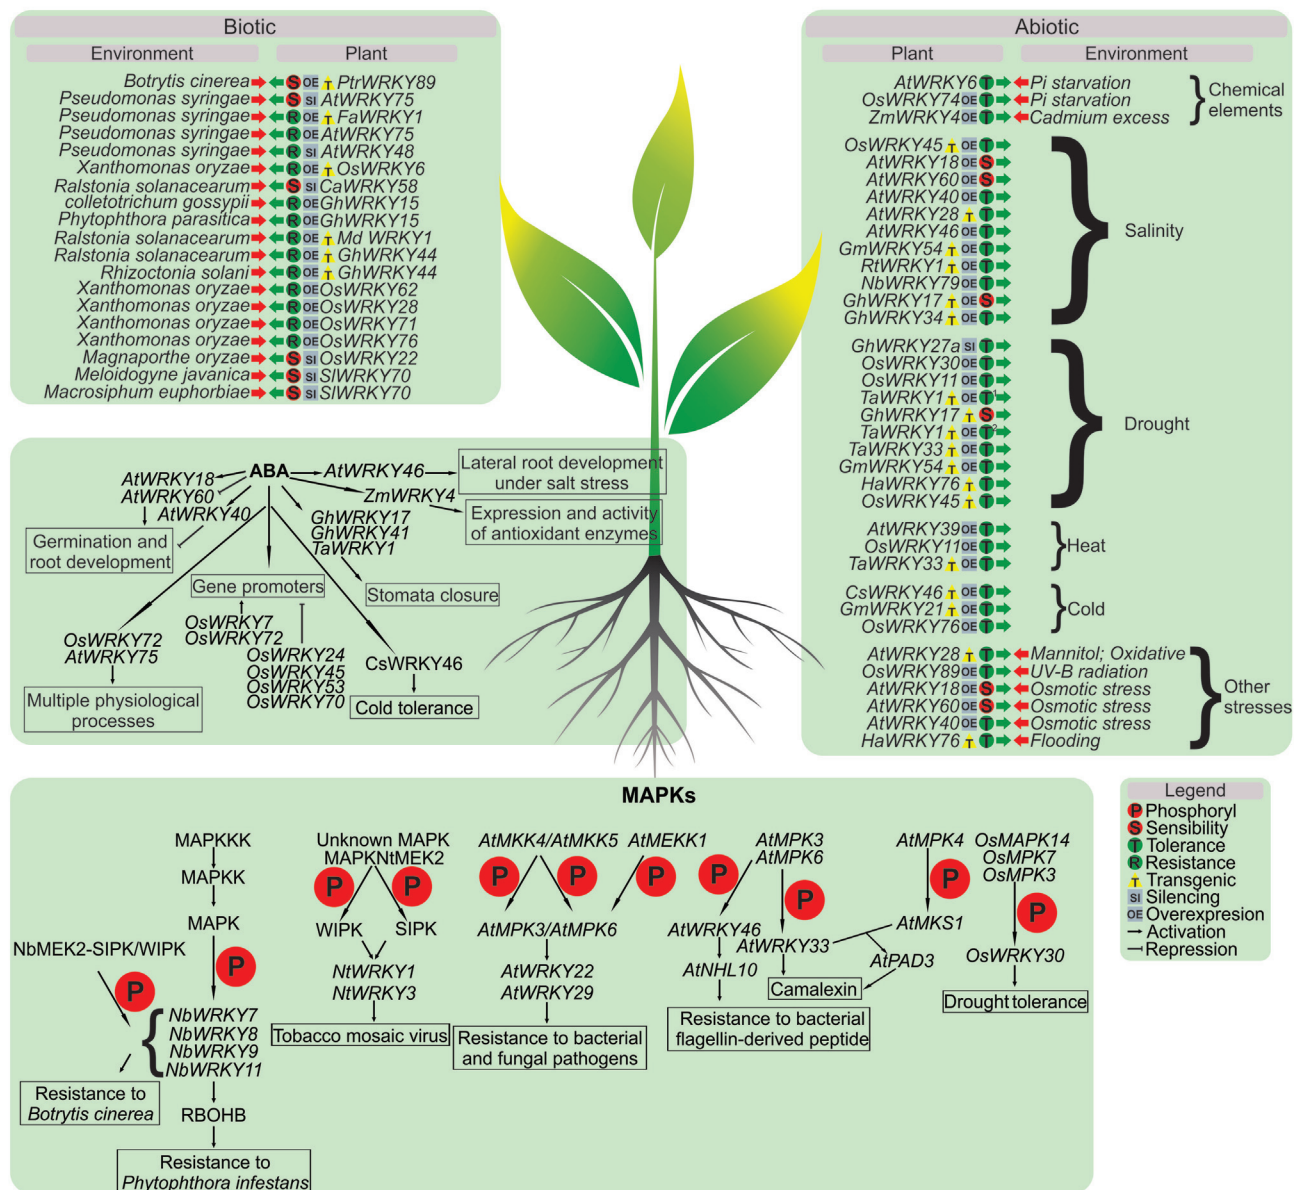 Biotic
Environment Plant
Botrytis cinerea S OE T PtrWRKY89
Pseudomonas syringae S SI AtWRKY75
Pseudomonas syringae R OE T FaWRKY1
Pseudomonas syringae R OE AtWRKY75
Pseudomonas syringae R SI AtWRKY48
Xanthomonas oryzae R OE T OsWRKY6
Ralstonia solanacearum S SI CaWRKY58
colletotrichum gossypii R OE GhWRKY15
Phytophthora parasitica R OE GhWRKY15
Ralstonia solanacearum R OE T Md WRKY1
Ralstonia solanacearum R OE T GhWRKY44
Rhizoctonia solani R OE T GhWRKY44
Xanthomonas oryzae R OE OsWRKY62
Xanthomonas oryzae R OE OsWRKY28
Xanthomonas oryzae R OE OsWRKY71
Xanthomonas oryzae R OE OsWRKY76
Magnaporthe oryzae S SI OsWRKY22
Meloidogyne javanica S SI SlWRKY70
Macrosiphum euphorbiae S SI SlWRKY70
Abiotic
Plant Environment
AtWRKY6 T Pi starvation
OsWRKY74 OE T Pi starvation
ZmWRKY4 OE T Cadmium excess
Chemical
elements
OsWRKY45 T OE T
AtWRKY18 OE S
AtWRKY60 OE S
AtWRKY40 OE T
AtWRKY28 T T
AtWRKY46 OE T
GmWRKY54 T OE T
RtWRKY1 T OE T
NbWRKY79 OE T
GhWRKY17 T OE S
GhWRKY34 T OE T
Salinity
GhWRKY27a SI T
OsWRKY30 OE T
OsWRKY11 OE T
TaWRKY1 T OE T 1
GhWRKY17 T S
TaWRKY1 T OE T 2
TaWRKY33 T OE T
GmWRKY54 T OE T
HaWRKY76 T T
OsWRKY45 T T
Drought
AtWRKY39 OE T
OsWRKY11 OE T
TaWRKY33 T OE T
Heat
CsWRKY46 T OE T
GmWRKY21 T OE T
OsWRKY76 OE T
Cold
AtWRKY28 T T Mannitol; Oxidative
OsWRKY89 OE T UV-B radiation
AtWRKY18 OE S Osmotic stress
AtWRKY60 OE S Osmotic stress
AtWRKY40 OE T Osmotic stress
HaWRKY76 T T Flooding
Other
stresses
ABA
AtWRKY18
AtWRKY60
AtWRKY40
Germination and
root development
AtWRKY46
Lateral root development
under salt stress
ZmWRKY4
Expression and activity
of antioxidant enzymes
GhWRKY17
GhWRKY41
TaWRKY1
Stomata closure
Gene promoters
OsWRKY7
OsWRKY72
OsWRKY24
OsWRKY45
OsWRKY53
OsWRKY70
OsWRKY72
AtWRKY75
Multiple physiological
processes
CsWRKY46
Cold tolerance
MAPKs
MAPKKK
MAPKK
MAPK
NbMEK2-SIPK/WIPK
P
P
NbWRKY7
NbWRKY8
NbWRKY9
NbWRKY11
Resistance to
Botrytis cinerea
RBOHB
Resistance to
Phytophthora infestans
Unknown MAPK
MAPKNtMEK2
P P
WIPK SIPK
NtWRKY1
NtWRKY3
Tobacco mosaic virus
AtMKK4/AtMKK5 AtMEKK1
P P P
AtMPK3/AtMPK6
AtWRKY22
AtWRKY29
Resistance to bacterial
and fungal pathogens
AtMPK3
AtMPK6
P
P
AtWRKY46
AtWRKY33
AtNHL10
Resistance to bacterial
flagellin-derived peptide
AtMPK4
P
AtMKS1
AtPAD3
Camalexin
OsMAPK14
OsMPK7
OsMPK3
P
OsWRKY30
Drought tolerance
Legend
P Phosphoryl
S Sensibility
T Tolerance
R Resistance
T Transgenic
SI Silencing
OE Overexpresion
Activation
Repression